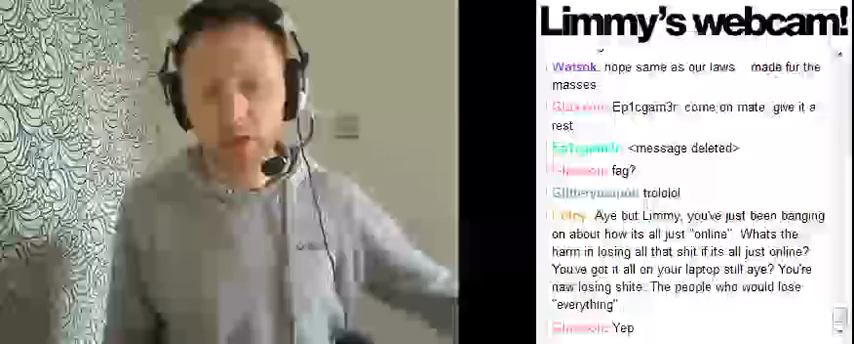 Limmy's webcam!
Watsok: nope same as our laws made for the
masses
Ep1cgam3r come on mate give it a
rest
<message deleted>
fag?
trololol
Aye but Limmy, you've just been banging
on about how its all just "online" Whats the
harm in losing all that shit if its all just online?
You've got it all on your laptop still aye? You're
naw losing shite. The people who would lose
"everything"
Yep